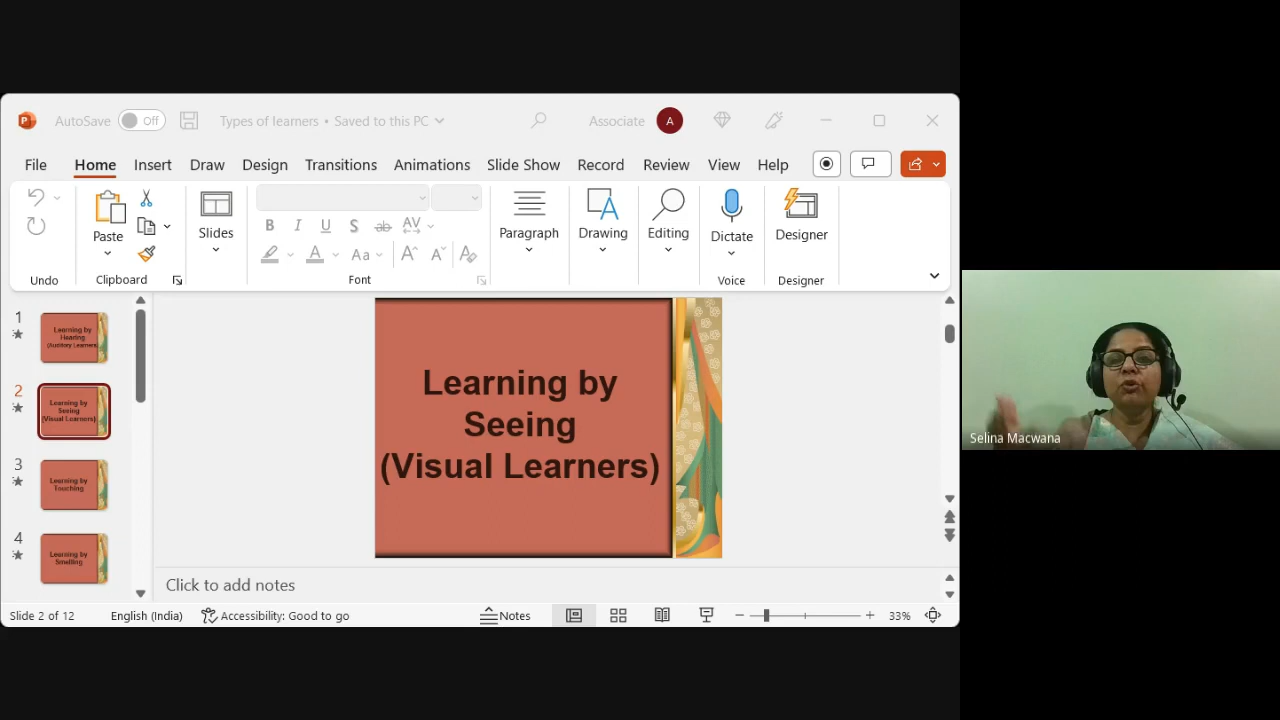 AutoSave Off Types of learners • Saved to this PC Associate A
File Home Insert Draw Design Transitions Animations Slide Show Record Review View Help
Paste Slides Paragraph Drawing Editing Dictate Designer
B I U S ab AV
A Aa A A A
Undo Clipboard Font Voice Designer
1
Learning by
Hearing
(Auditory Learners)
2
Learning by
Seeing
(Visual Learners)
3
Learning by
Touching
4
Learning by
Smelling
Learning by
Seeing
(Visual Learners)
Click to add notes
Slide 2 of 12 English (India) Accessibility: Good to go Notes 33%
Selina Macwana